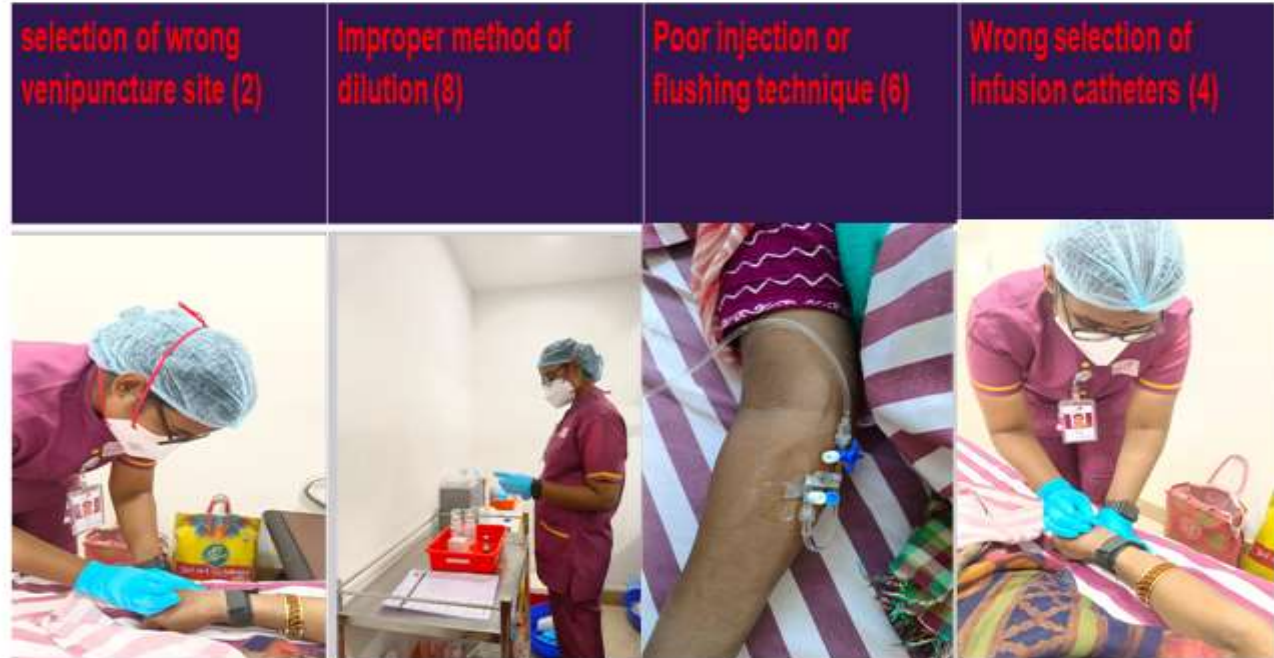 selection of wrong
venipuncture site (2)
Improper method of
dilution (8)
Poor injection or
flushing technique (6)
Wrong selection of
infusion catheters (4)